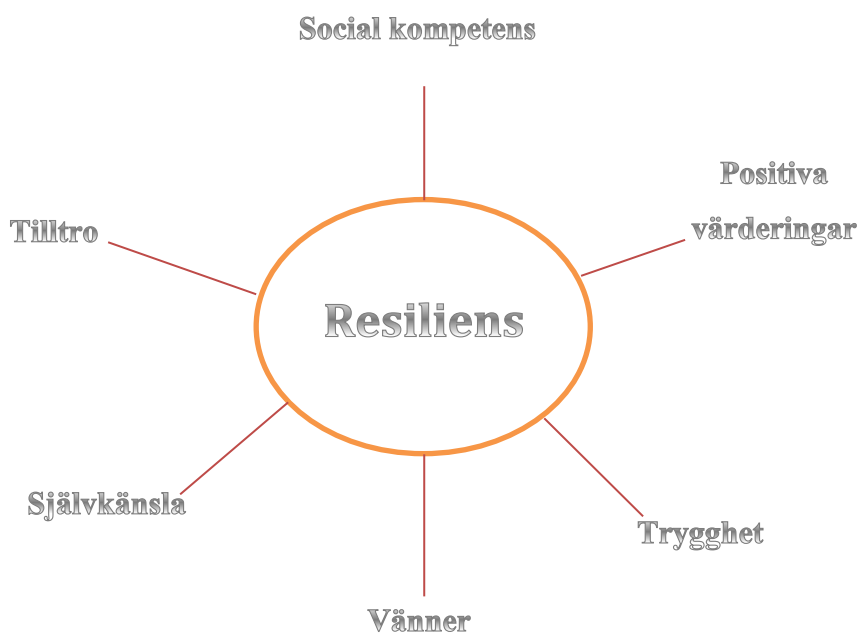 Social kompetens
Positiva
värderingar
Tilltro
Resiliens
Självkänsla
Trygghet
Vänner